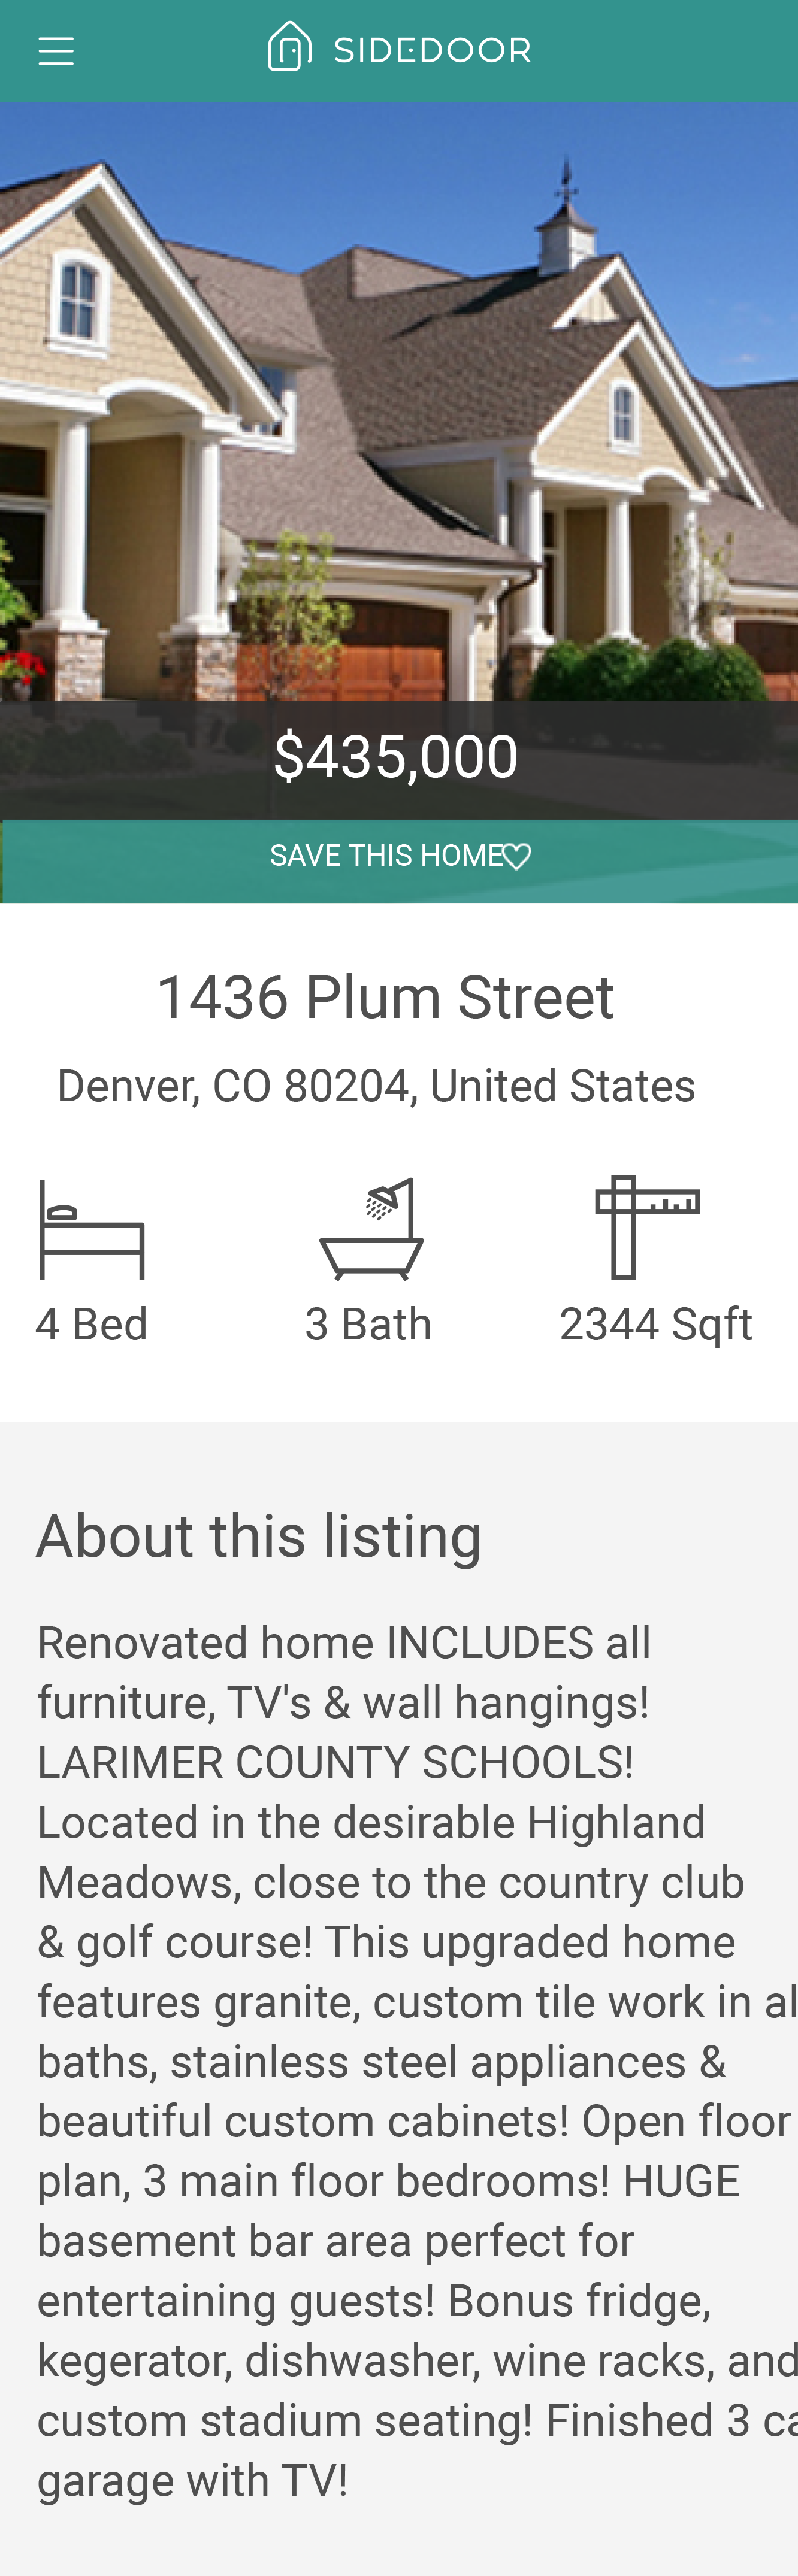 SIDEDOOR
$435,000
SAVE THIS HOME
1436 Plum Street
Denver, CO 80204, United States
4 Bed 3 Bath 2344 Sqft
About this listing
Renovated home INCLUDES all
furniture, TV's & wall hangings!
LARIMER COUNTY SCHOOLS!
Located in the desirable Highland
Meadows, close to the country club
& golf course! This upgraded home
features granite, custom tile work in al
baths, stainless steel appliances &
beautiful custom cabinets! Open floor
plan, 3 main floor bedrooms! HUGE
basement bar area perfect for
entertaining guests! Bonus fridge,
kegerator, dishwasher, wine racks, and
custom stadium seating! Finished 3 ca
garage with TV!